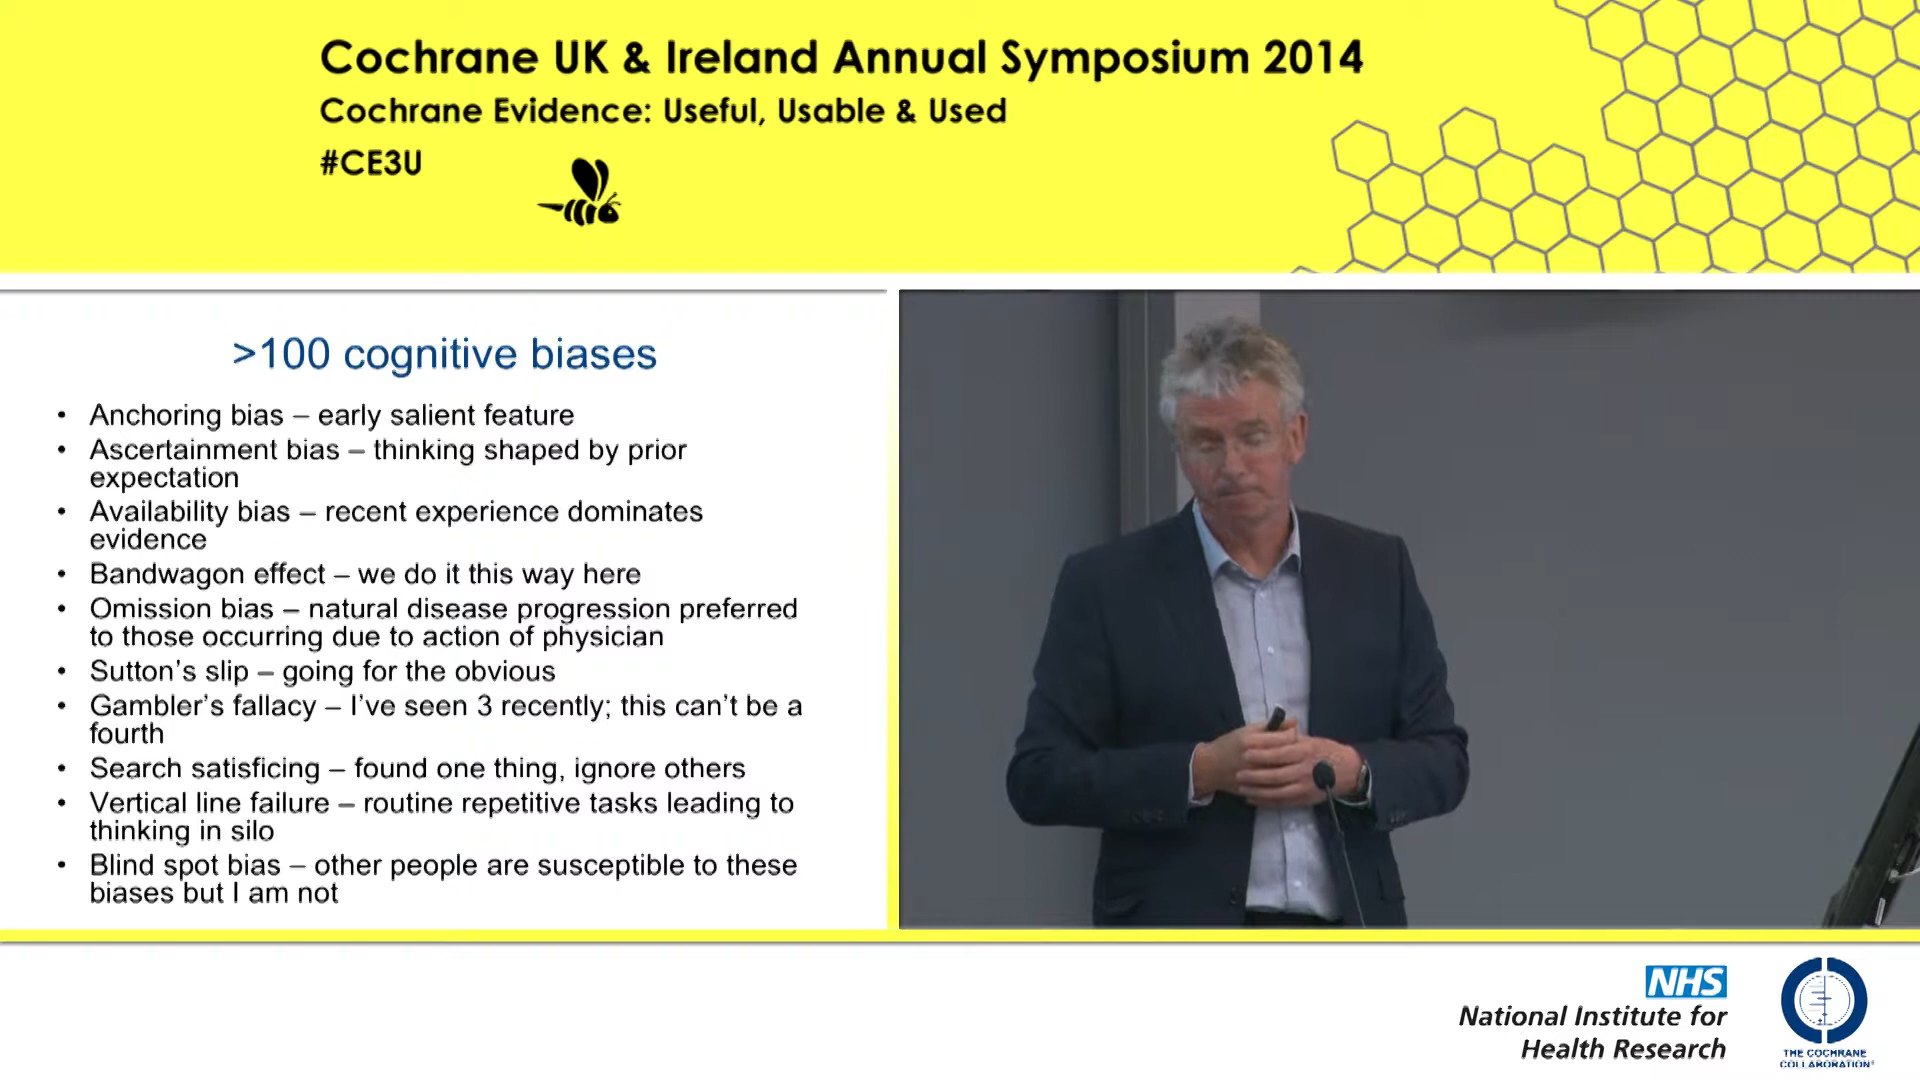 Cochrane UK & Ireland Annual Symposium 2014
Cochrane Evidence: Useful, Usable & Used
#CE3U
>100 cognitive biases
• Anchoring bias – early salient feature
• Ascertainment bias – thinking shaped by prior
expectation
• Availability bias – recent experience dominates
evidence
• Bandwagon effect – we do it this way here
• Omission bias – natural disease progression preferred
to those occurring due to action of physician
• Sutton’s slip – going for the obvious
• Gambler’s fallacy – I’ve seen 3 recently; this can’t be a
fourth
• Search satisficing – found one thing, ignore others
• Vertical line failure – routine repetitive tasks leading to
thinking in silo
• Blind spot bias – other people are susceptible to these
biases but I am not
NHS
National Institute for
Health Research
THE COCHRANE
COLLABORATION®